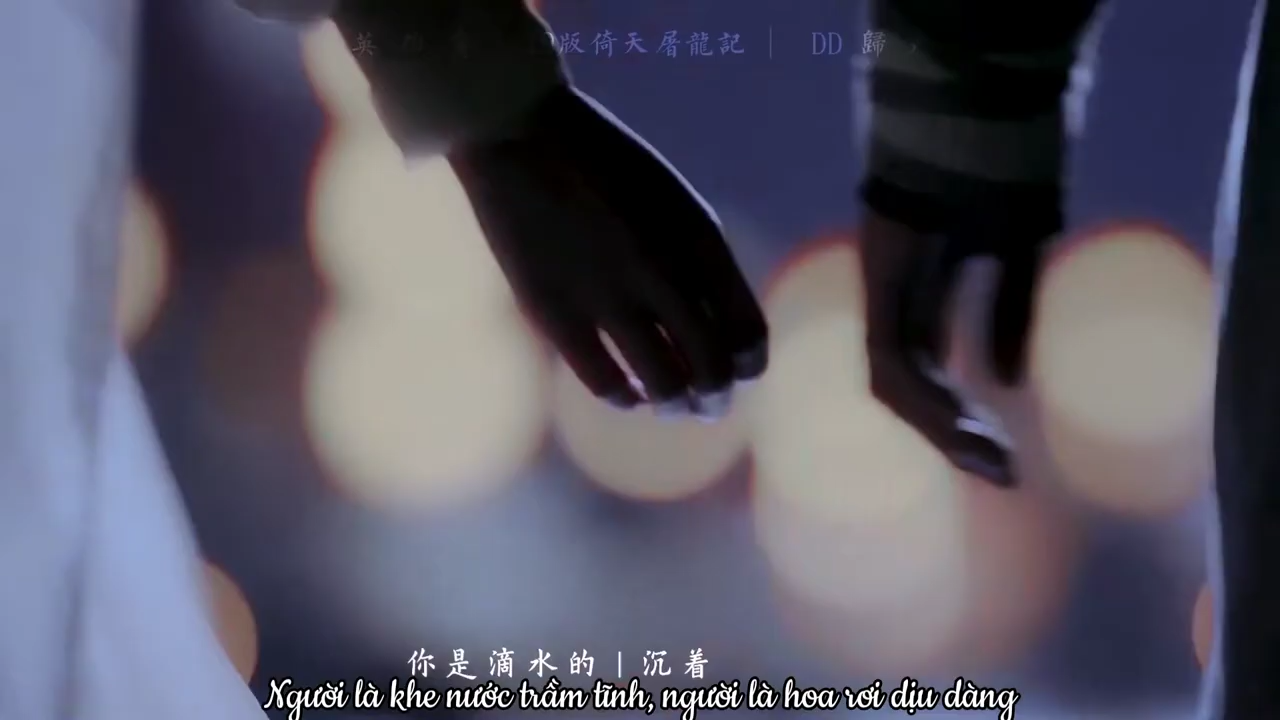 英 版倚天屠龍記 | DD 歸
你是滴水的 | 沉着
Người là khe nước trầm tĩnh, người là hoa rơi dịu dàng